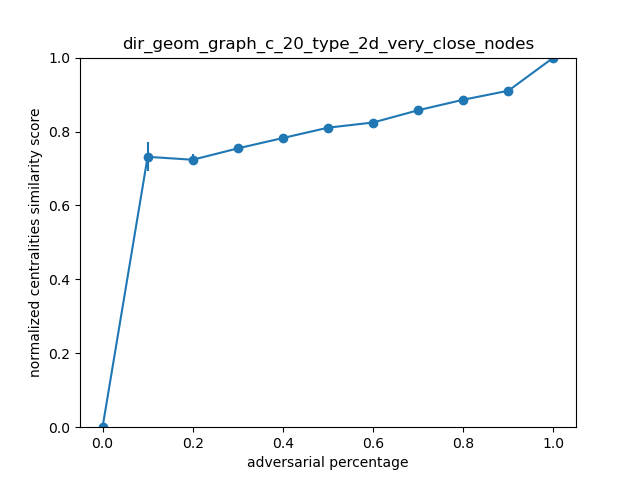 dir_geom_graph_c_20_type_2d_very_close_nodes
normalized centralities similarity score
1.0
0.8
0.6
0.4
0.2
0.0
0.0 0.2 0.4 0.6 0.8 1.0
adversarial percentage